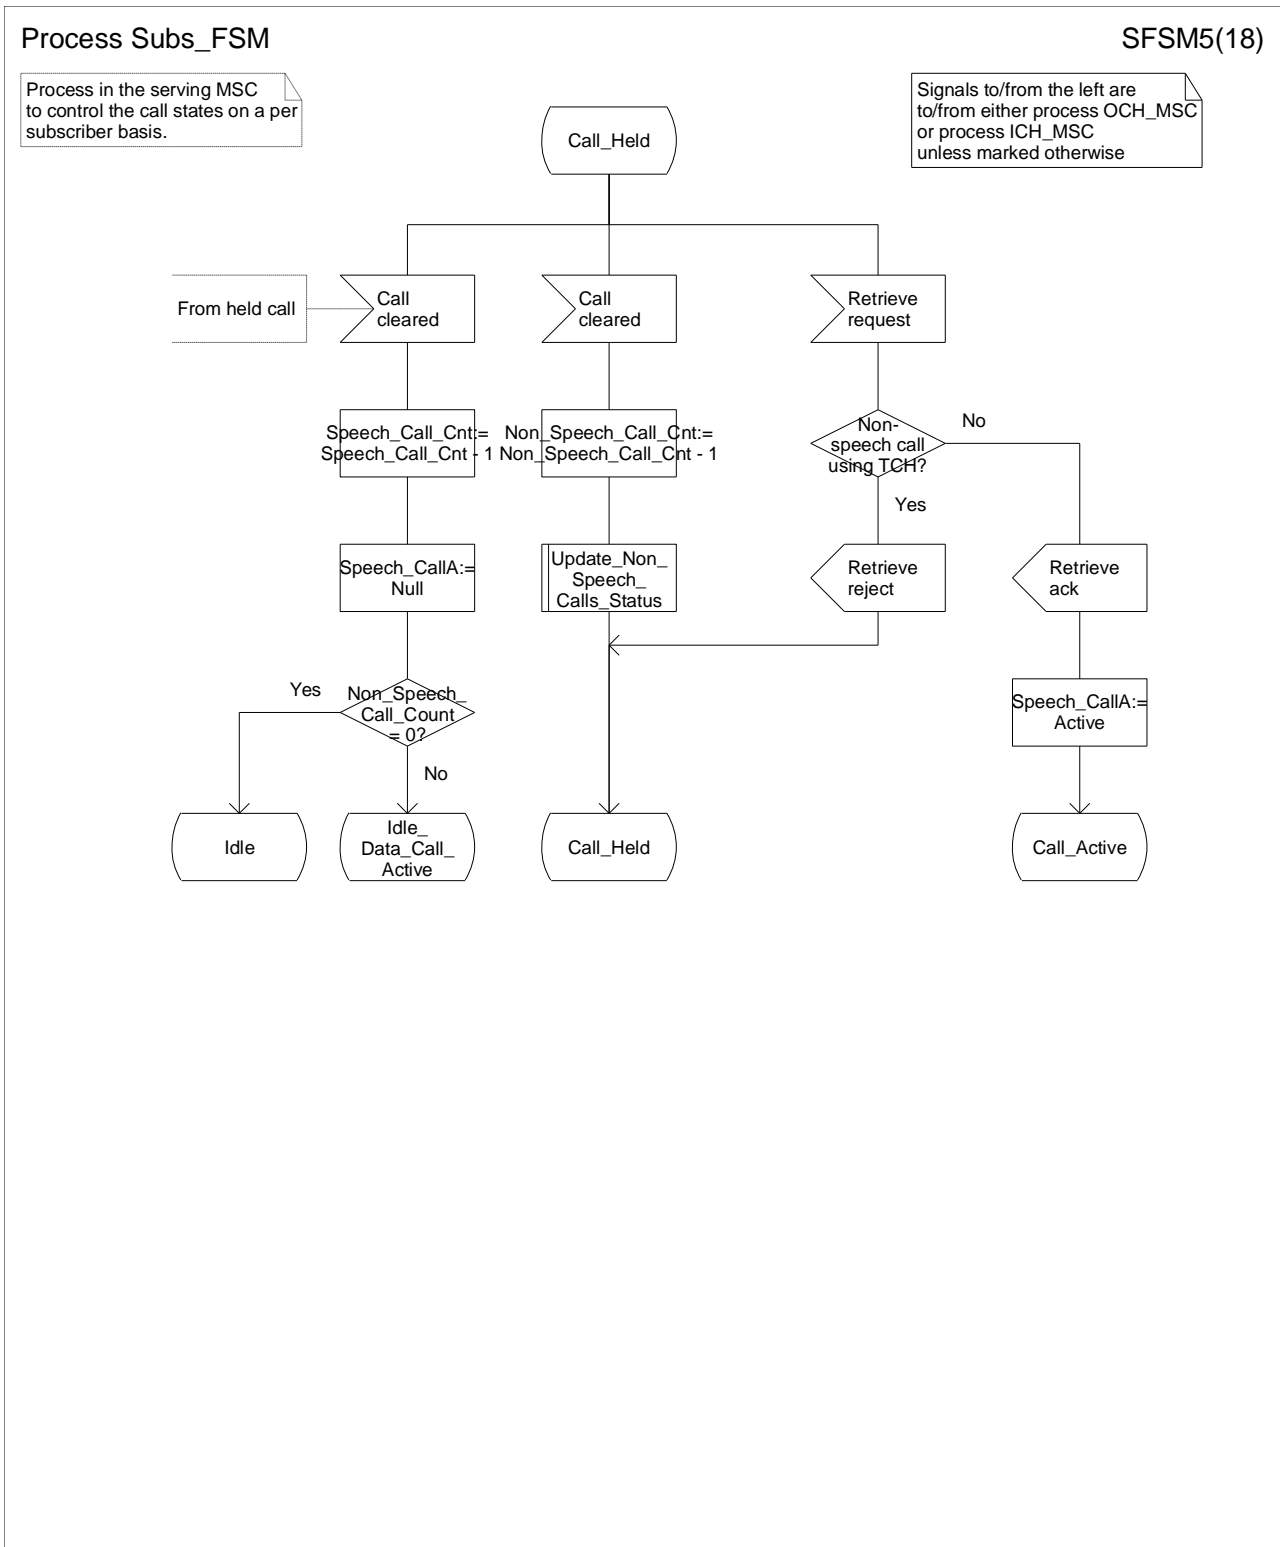 Process Subs_FSM
SFSM5(18)
Process in the serving MSC
to control the call states on a per
subscriber basis.
Signals to/from the left are
to/from either process OCH_MSC
or process ICH_MSC
unless marked otherwise
Call_Held
From held call
Call
cleared
Call
cleared
Retrieve
request
Speech_Call_Cnt:=
Speech_Call_Cnt - 1
Non_Speech_Call_Cnt:=
Non_Speech_Call_Cnt - 1
Non-
speech call
using TCH?
No
Yes
Speech_CallA:=
Null
Update_Non_
Speech_
Calls_Status
Retrieve
reject
Retrieve
ack
Yes
Non_Speech_
Call_Count
= 0?
No
Speech_CallA:=
Active
Idle
Idle_
Data_Call_
Active
Call_Held
Call_Active